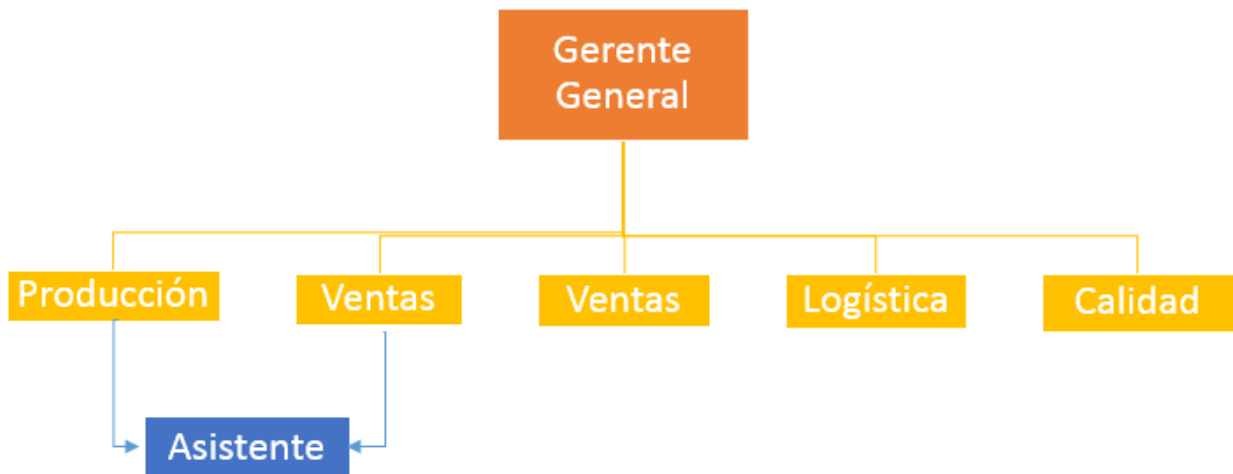 Gerente
General
Producción
Ventas
Ventas
Logística
Calidad
Asistente